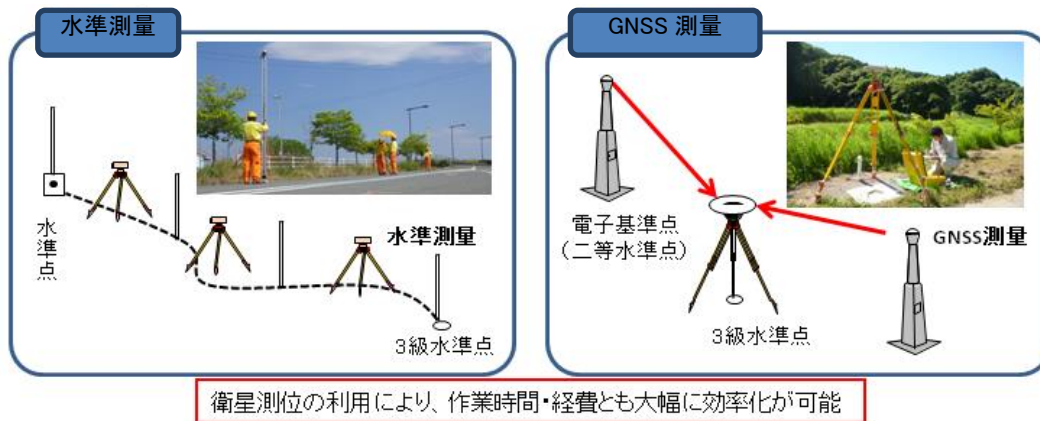 水準測量
水準点
水準測量
3級水準点
GNSS 測量
電子基準点
(二等水準点)
GNSS測量
3級水準点
衛星測位の利用により、作業時間・経費とも大幅に効率化が可能